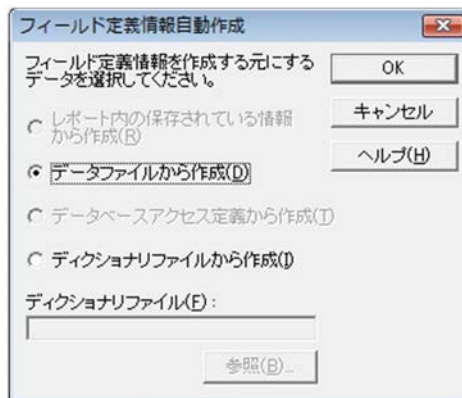 フィールド定義情報自動作成
フィールド定義情報を作成する元にする
データを選択してください。
OK
キャンセル
ヘルプ(H)
レポート内の保存されている情報
から作成(R)
データファイルから作成(D)
データベースアクセス定義から作成(T)
ディクショナリファイルから作成(I)
ディクショナリファイル(F):
参照(B)...